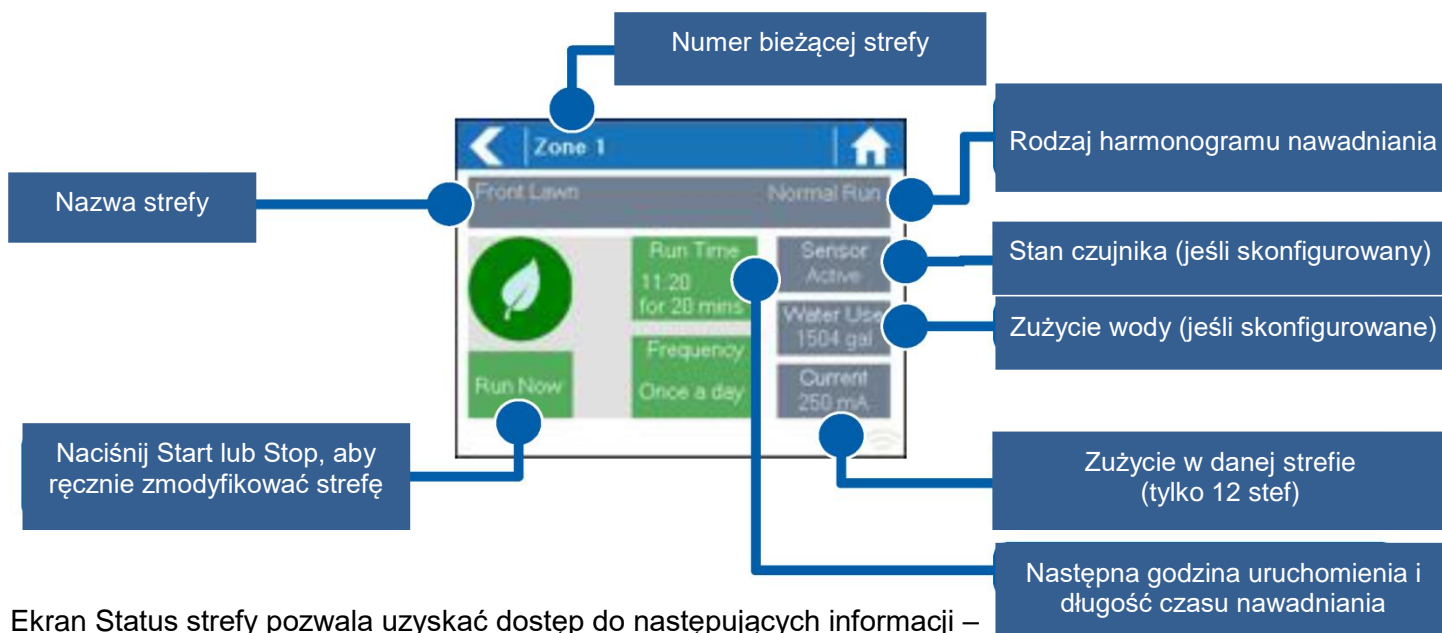 Numer bieżącej strefy
Rodzaj harmonogramu nawadniania
Zone 1
Nazwa strefy
Front Lawn
Normal Run
Stan czujnika (jeśli skonfigurowany)
Run Time
11:20
for 20 mins
Sensor
Active
Zużycie wody (jeśli skonfigurowane)
Water Use
1504 gal
Frequency
Once a day
Current
250 mA
Run Now
Naciśnij Start lub Stop, aby
ręcznie zmodyfikować strefę
Zużycie w danej strefie
(tylko 12 stef)
Następna godzina uruchomienia i
długość czasu nawadniania
Ekran Status strefy pozwala uzyskać dostęp do następujących informacji –